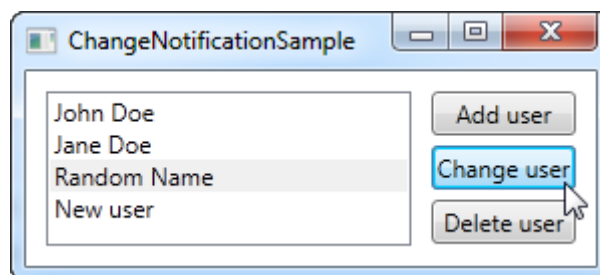 ChangeNotificationSample
John Doe
Jane Doe
Random Name
New user
Add user
Change user
Delete user